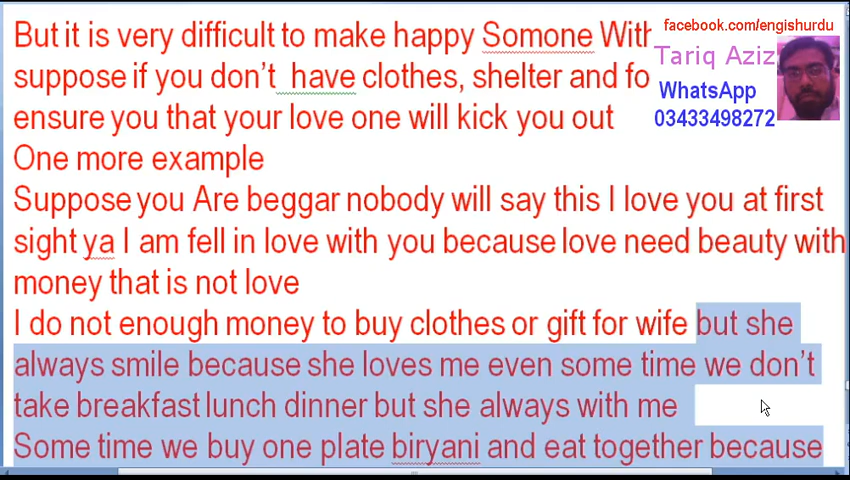 But it is very difficult to make happy Somone With
suppose if you don't have clothes, shelter and fo
ensure you that your love one will kick you out
One more example
Suppose you Are beggar nobody will say this I love you at first
sight ya I am fell in love with you because love need beauty with
money that is not love
I do not enough money to buy clothes or gift for wife but she
always smile because she loves me even some time we don't
take breakfast lunch dinner but she always with me
Some time we buy one plate biryani and eat together because
facebook.com/engishurdu
Tariq Aziz
WhatsApp
03433498272